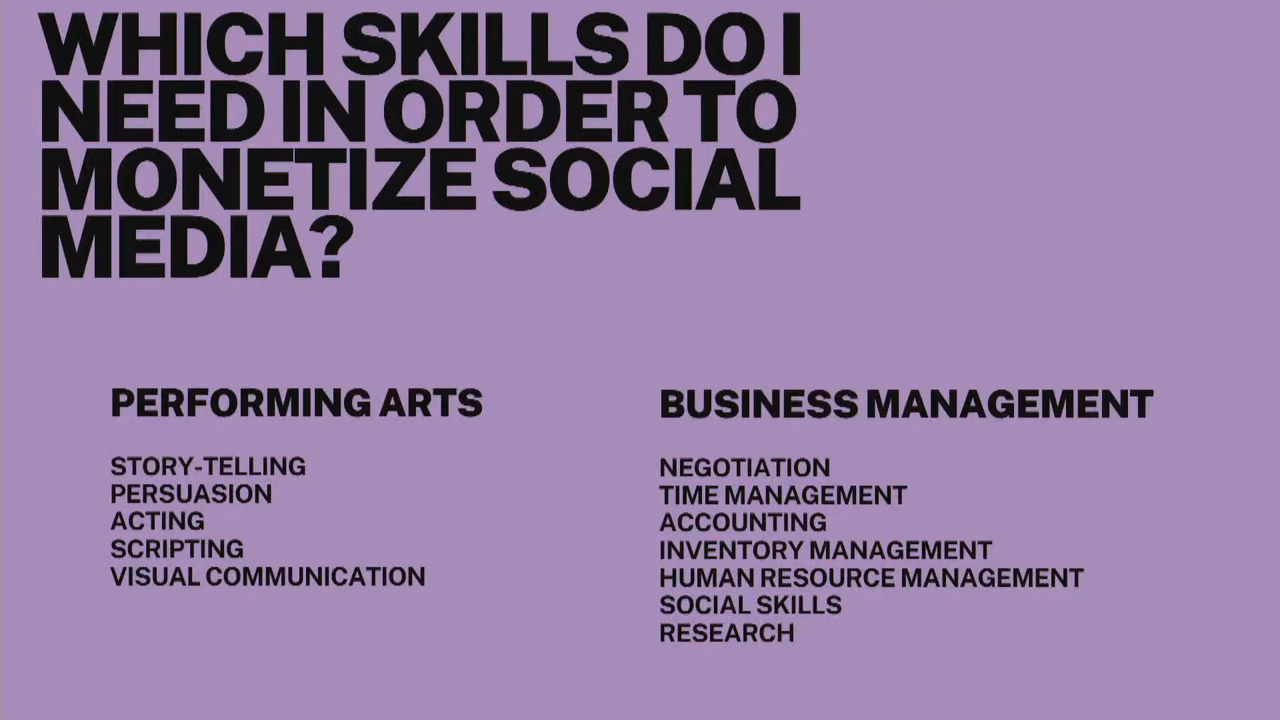 WHICH SKILLS DO I
NEED IN ORDER TO
MONETIZE SOCIAL
MEDIA?
PERFORMING ARTS
STORY-TELLING
PERSUASION
ACTING
SCRIPTING
VISUAL COMMUNICATION
BUSINESS MANAGEMENT
NEGOTIATION
TIME MANAGEMENT
ACCOUNTING
INVENTORY MANAGEMENT
HUMAN RESOURCE MANAGEMENT
SOCIAL SKILLS
RESEARCH